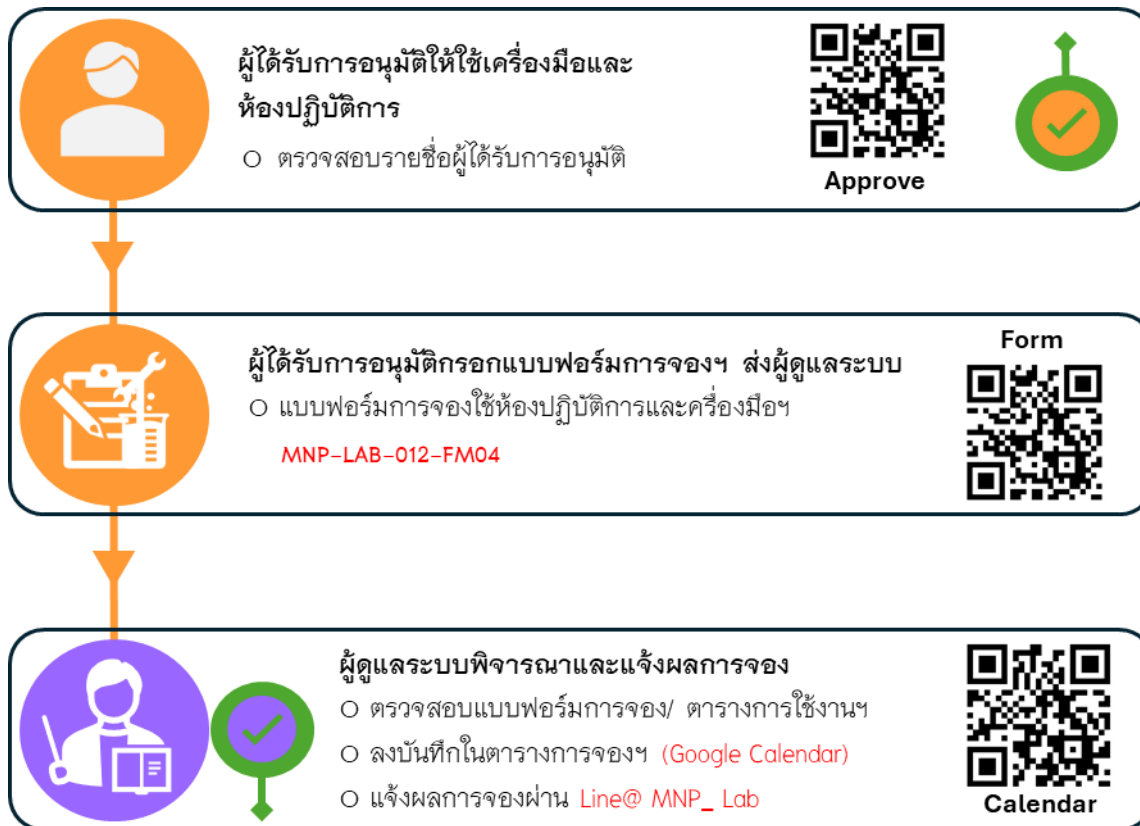 ผู้ได้รับการอนุมัติให้ใช้เครื่องมือและ
ห้องปฏิบัติการ
O ตรวจสอบรายชื่อผู้ได้รับการอนุมัติ
Approve
ผู้ได้รับการอนุมัติกรอกแบบฟอร์มการจองฯ ส่งผู้ดูแลระบบ
O แบบฟอร์มการจองใช้ห้องปฏิบัติการและเครื่องมือฯ
MNP-LAB-012-FM04
Form
ผู้ดูแลระบบพิจารณาและแจ้งผลการจอง
O ตรวจสอบแบบฟอร์มการจอง/ ตารางการใช้งานฯ
O ลงบันทึกในตารางการจองฯ (Google Calendar)
O แจ้งผลการจองผ่าน Line@ MNP_ Lab
Calendar